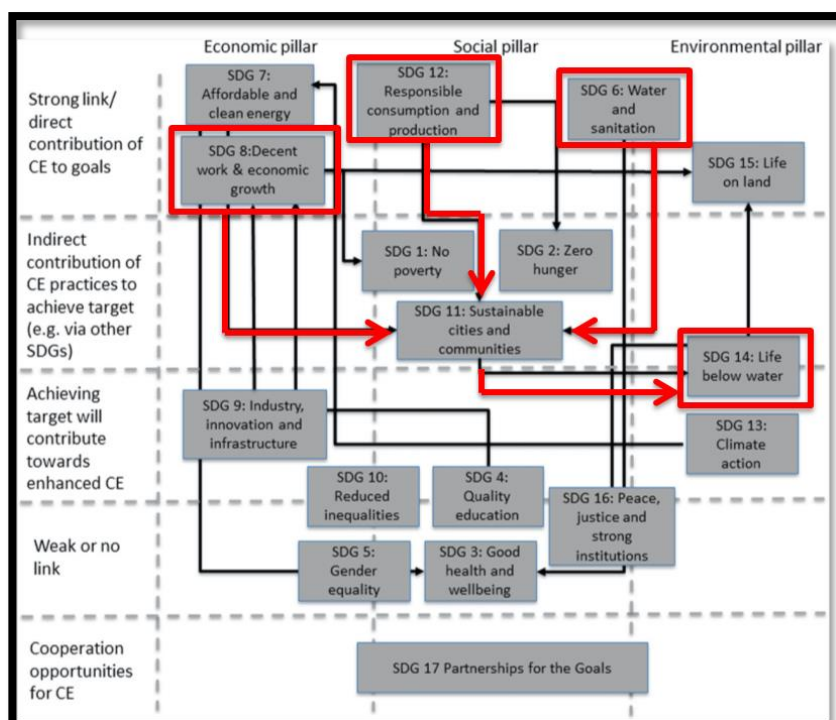 Economic pillar
Social pillar
Environmental pillar
Strong link/
direct
contribution of
CE to goals
SDG 7:
Affordable and
clean energy
SDG 12:
Responsible
consumption and
production
SDG 6: Water
and
sanitation
SDG 8:Decent
work & economic
growth
SDG 15: Life
on land
Indirect
contribution of
CE practices to
achieve target
(e.g. via other
SDGs)
SDG 1: No
poverty
SDG 2: Zero
hunger
SDG 11: Sustainable
cities and
communities
SDG 14: Life
below water
Achieving
target will
contribute
towards
enhanced CE
SDG 9: Industry,
innovation and
infrastructure
SDG 13:
Climate
action
SDG 10:
Reduced
inequalities
SDG 4:
Quality
education
SDG 16: Peace,
justice and
strong
institutions
Weak or no
link
SDG 5:
Gender
equality
SDG 3: Good
health and
wellbeing
Cooperation
opportunities
for CE
SDG 17 Partnerships for the Goals